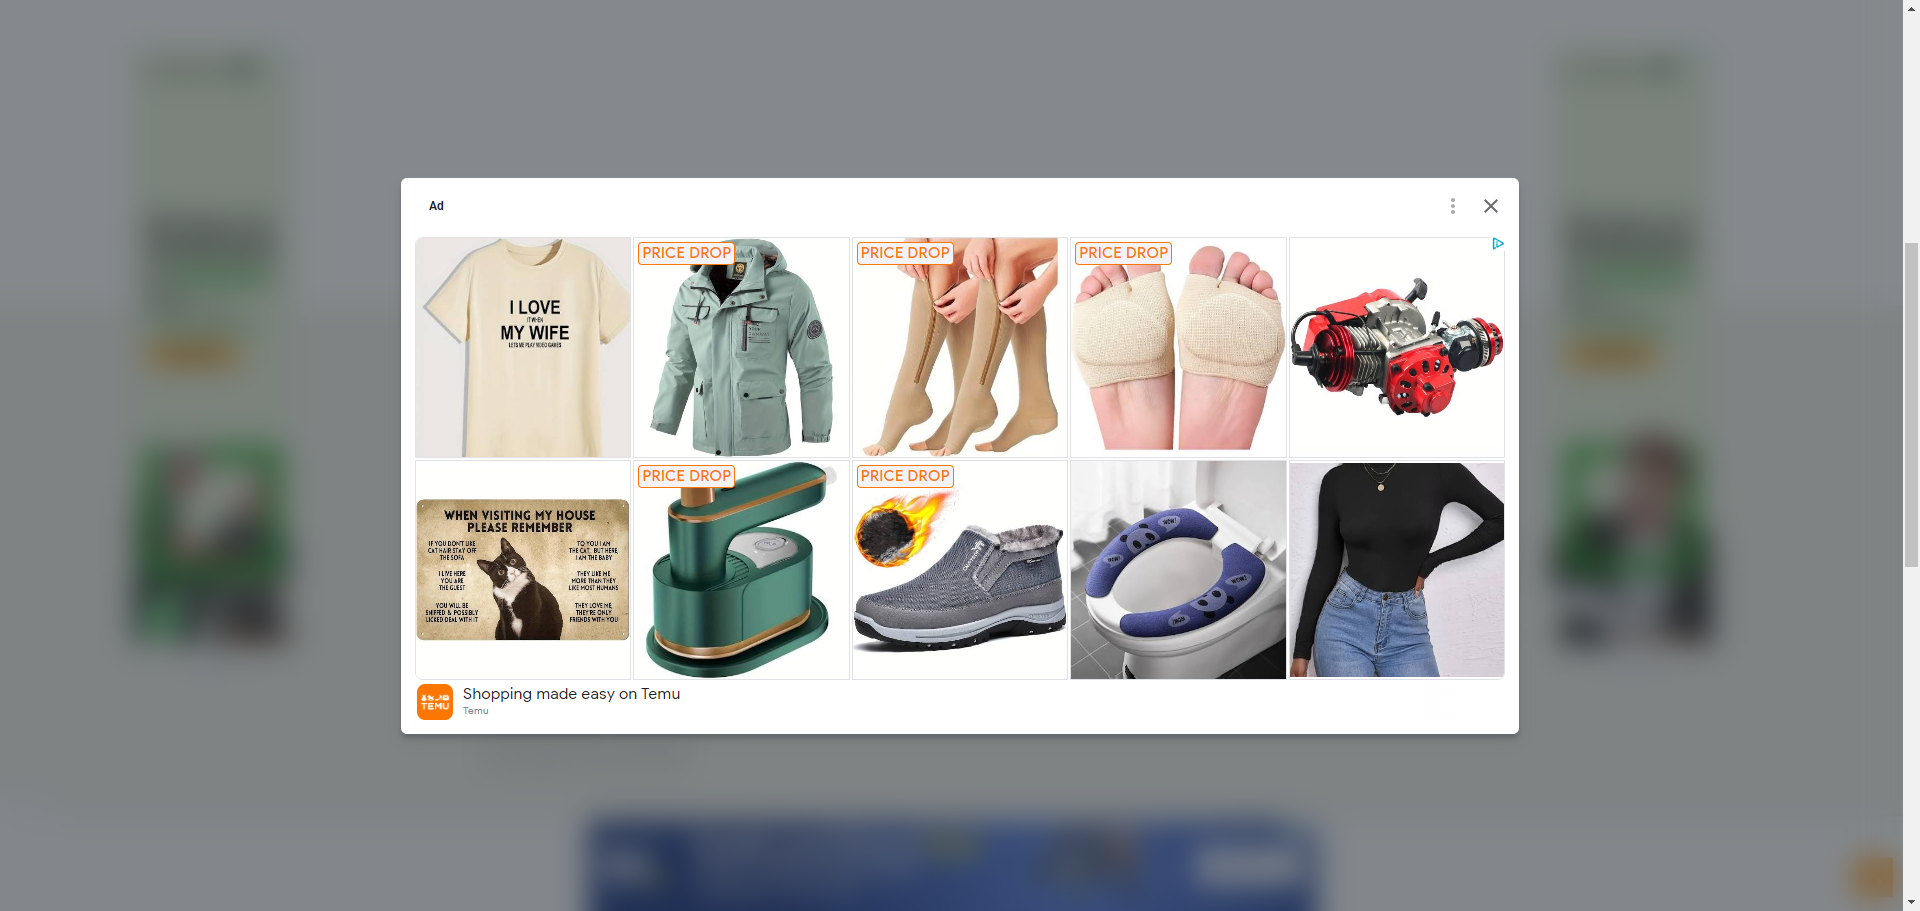 Ad
I LOVE
IT WHEN
MY WIFE
LETS ME PLAY VIDEO GAMES
PRICE DROP
PRICE DROP
PRICE DROP
WHEN VISITING MY HOUSE
PLEASE REMEMBER
IF YOU DON'T LIKE
CAT HAIR STAY OFF
THE SOFA
TO YOU I AM
THE CAT, BUT HERE,
I AM THE BABY
I LIVE HERE
YOU ARE
THE GUEST
THEY LIKE ME
MORE THAN THEY
LIKE MOST HUMANS
YOU WILL BE
SNIFFED & POSSIBLY
LICKED DEAL WITH IT
THEY LOVE ME,
THEY'RE ONLY
FRIENDS WITH YOU
PRICE DROP
PRICE DROP
WOW!
WOW!
WOW!
TEMU
Shopping made easy on Temu
Temu